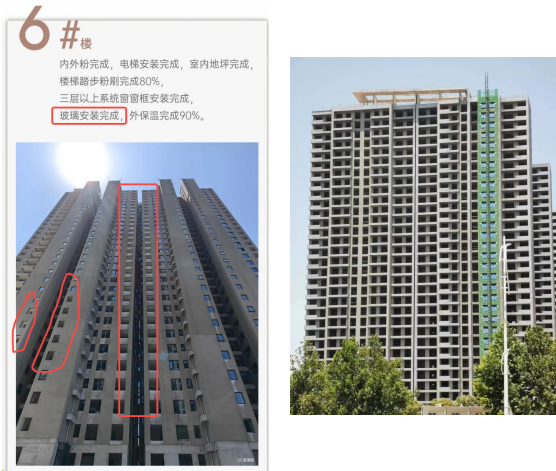 6#楼
内外粉完成，电梯安装完成，室内地坪完成，
楼梯踏步粉刷完成80%，
三层以上系统窗窗框安装完成，
玻璃安装完成，外保温完成90%。